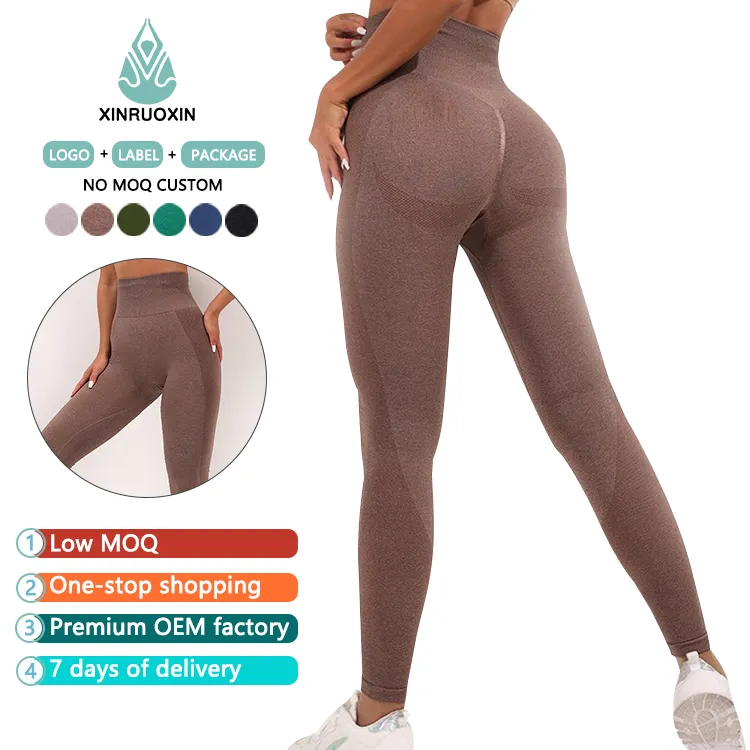 XINRUOXIN
LOGO + LABEL + PACKAGE
NO MOQ CUSTOM
1 Low MOQ
2 One-stop shopping
3 Premium OEM factory
4 7 days of delivery